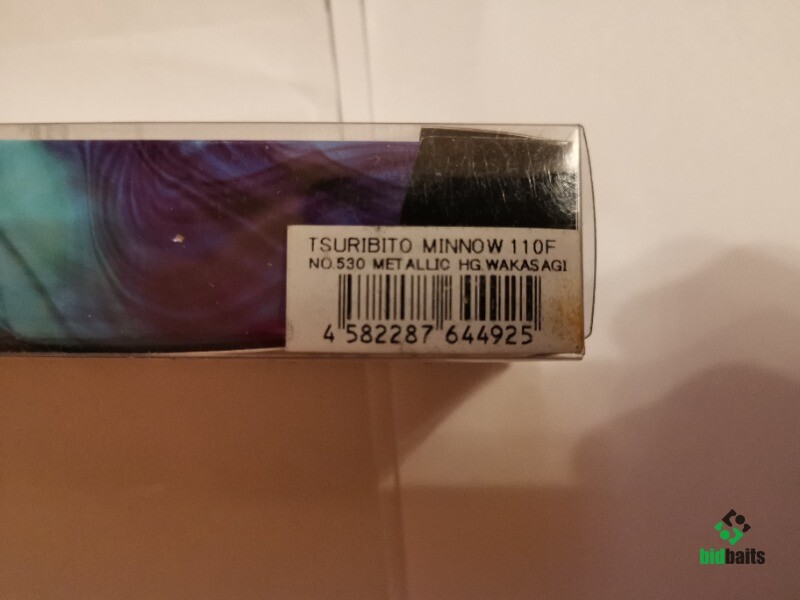 TSURIBITO MINNOW 110F
NO.530 METALLIC HG.WAKASAGI
4 582287 644925
bidbaits